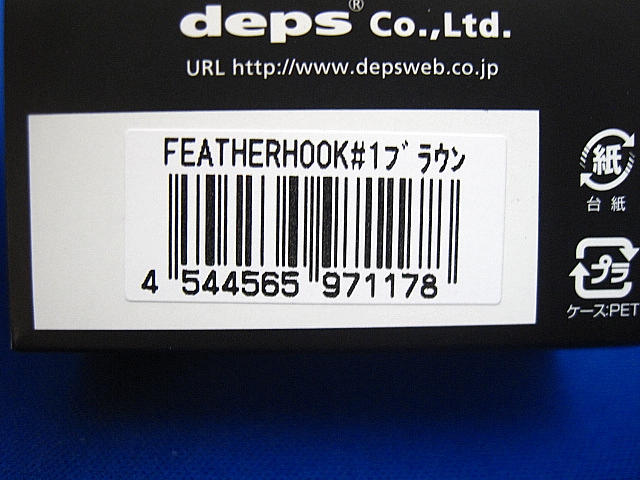 deps® Co.,Ltd.
URL http://www.depsweb.co.jp
FEATHERHOOK#1ﾌﾞﾗｳﾝ
4 544565 971178
紙
台紙
プラ
ケース:PET